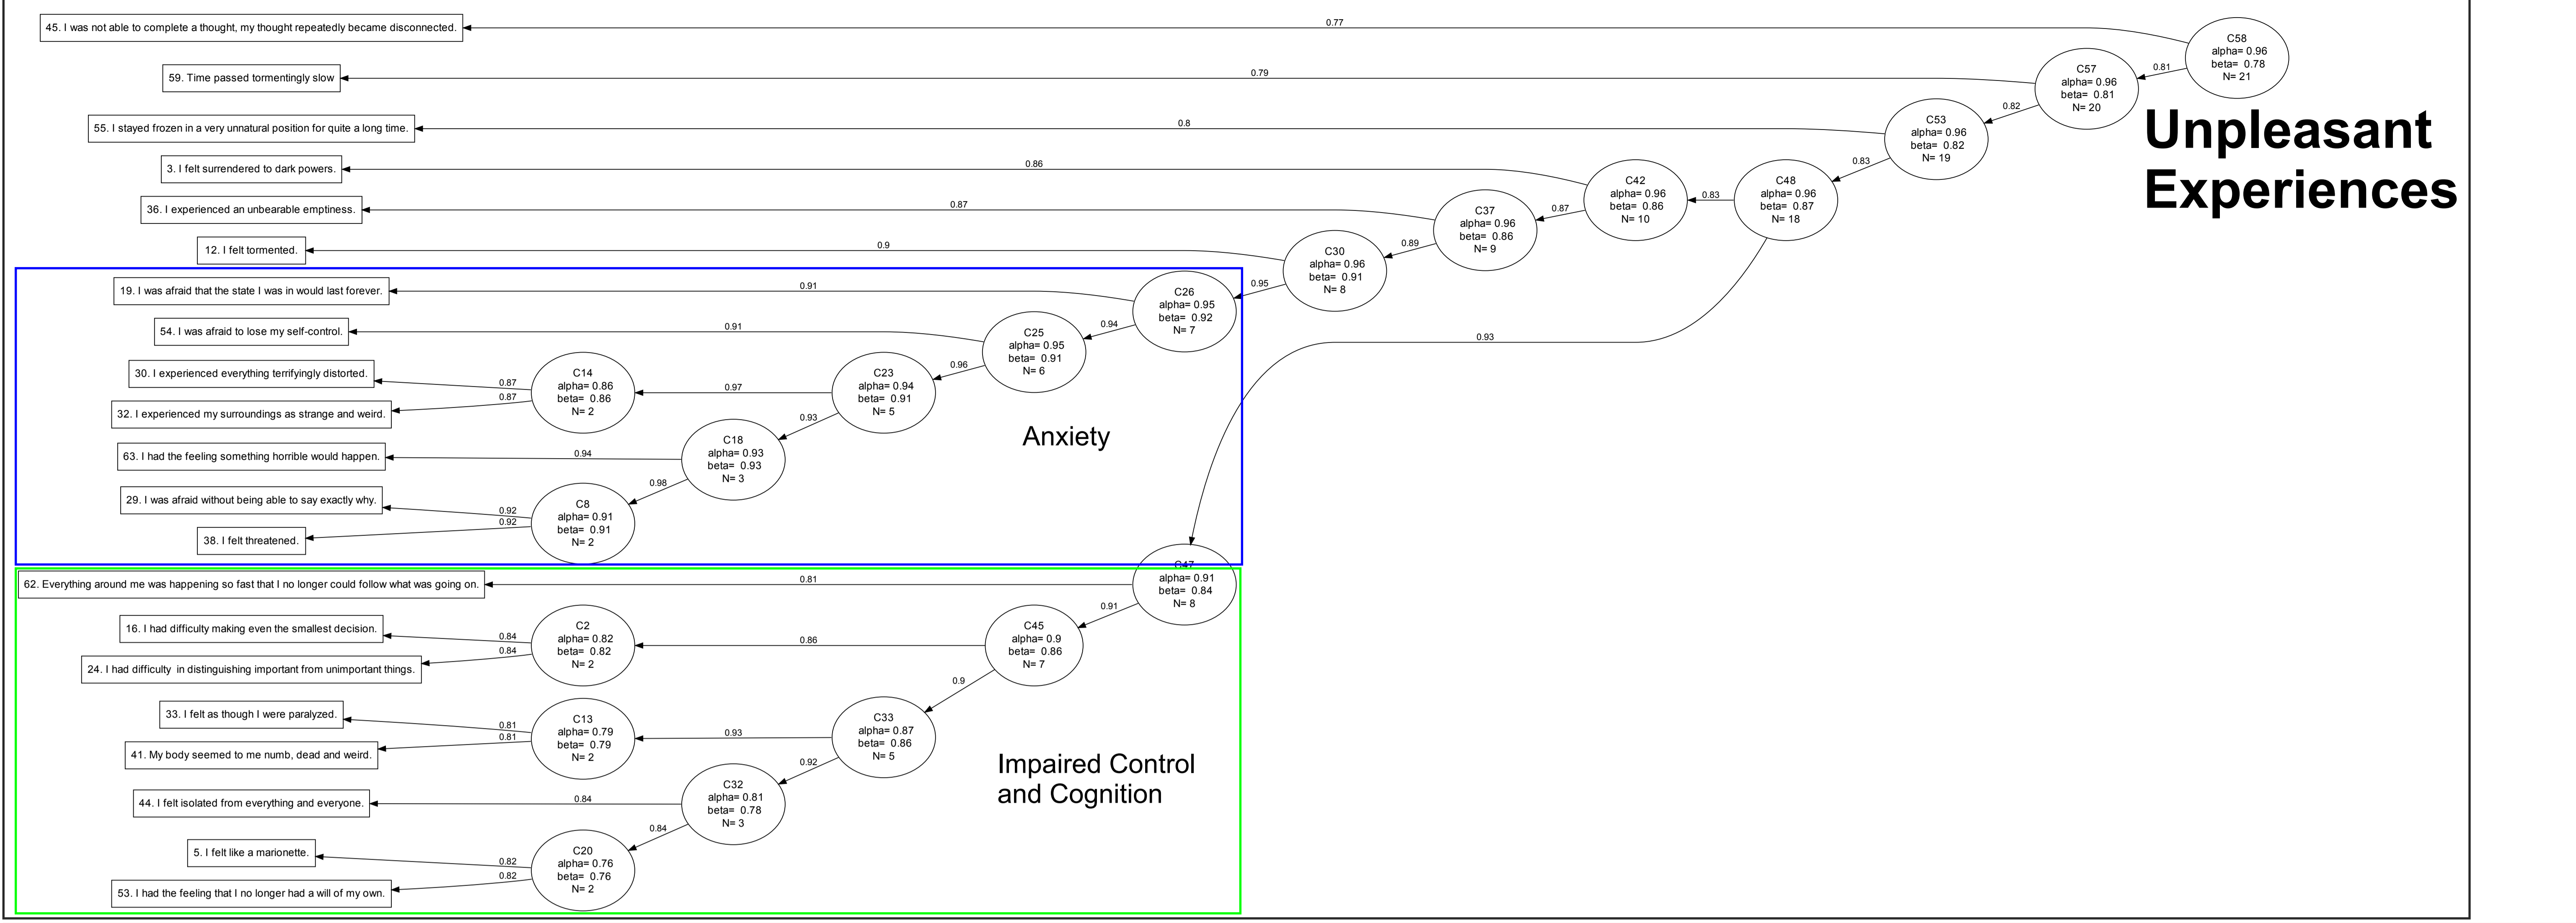 45. I was not able to complete a thought, my thought repeatedly became disconnected.
0.77
C58
alpha= 0.96
beta= 0.78
N= 21
59. Time passed tormentingly slow
0.79
0.81
C57
alpha= 0.96
beta= 0.81
N= 20
Unpleasant
Experiences
55. I stayed frozen in a very unnatural position for quite a long time.
0.8
0.82
C53
alpha= 0.96
beta= 0.82
N= 19
3. I felt surrendered to dark powers.
0.86
C42
alpha= 0.96
beta= 0.86
N= 10
0.83
0.83
C48
alpha= 0.96
beta= 0.87
N= 18
36. I experienced an unbearable emptiness.
0.87
0.87
C37
alpha= 0.96
beta= 0.86
N= 9
12. I felt tormented.
0.9
0.89
C30
alpha= 0.96
beta= 0.91
N= 8
19. I was afraid that the state I was in would last forever.
0.91
0.95
C26
alpha= 0.95
beta= 0.92
N= 7
54. I was afraid to lose my self-control.
0.91
0.94
C25
alpha= 0.95
beta= 0.91
N= 6
0.93
30. I experienced everything terrifyingly distorted.
0.87
32. I experienced my surroundings as strange and weird.
0.87
C14
alpha= 0.86
beta= 0.86
N= 2
0.97
0.96
C23
alpha= 0.94
beta= 0.91
N= 5
Anxiety
63. I had the feeling something horrible would happen.
0.94
0.93
C18
alpha= 0.93
beta= 0.93
N= 3
29. I was afraid without being able to say exactly why.
0.92
38. I felt threatened.
0.92
0.98
C8
alpha= 0.91
beta= 0.91
N= 2
62. Everything around me was happening so fast that I no longer could follow what was going on.
0.81
C47
alpha= 0.91
beta= 0.84
N= 8
16. I had difficulty making even the smallest decision.
0.84
24. I had difficulty in distinguishing important from unimportant things.
0.84
C2
alpha= 0.82
beta= 0.82
N= 2
0.86
0.91
C45
alpha= 0.9
beta= 0.86
N= 7
33. I felt as though I were paralyzed.
0.81
41. My body seemed to me numb, dead and weird.
0.81
C13
alpha= 0.79
beta= 0.79
N= 2
0.93
0.9
C33
alpha= 0.87
beta= 0.86
N= 5
Impaired Control
and Cognition
44. I felt isolated from everything and everyone.
0.84
0.92
C32
alpha= 0.81
beta= 0.78
N= 3
5. I felt like a marionette.
0.82
53. I had the feeling that I no longer had a will of my own.
0.82
0.84
C20
alpha= 0.76
beta= 0.76
N= 2